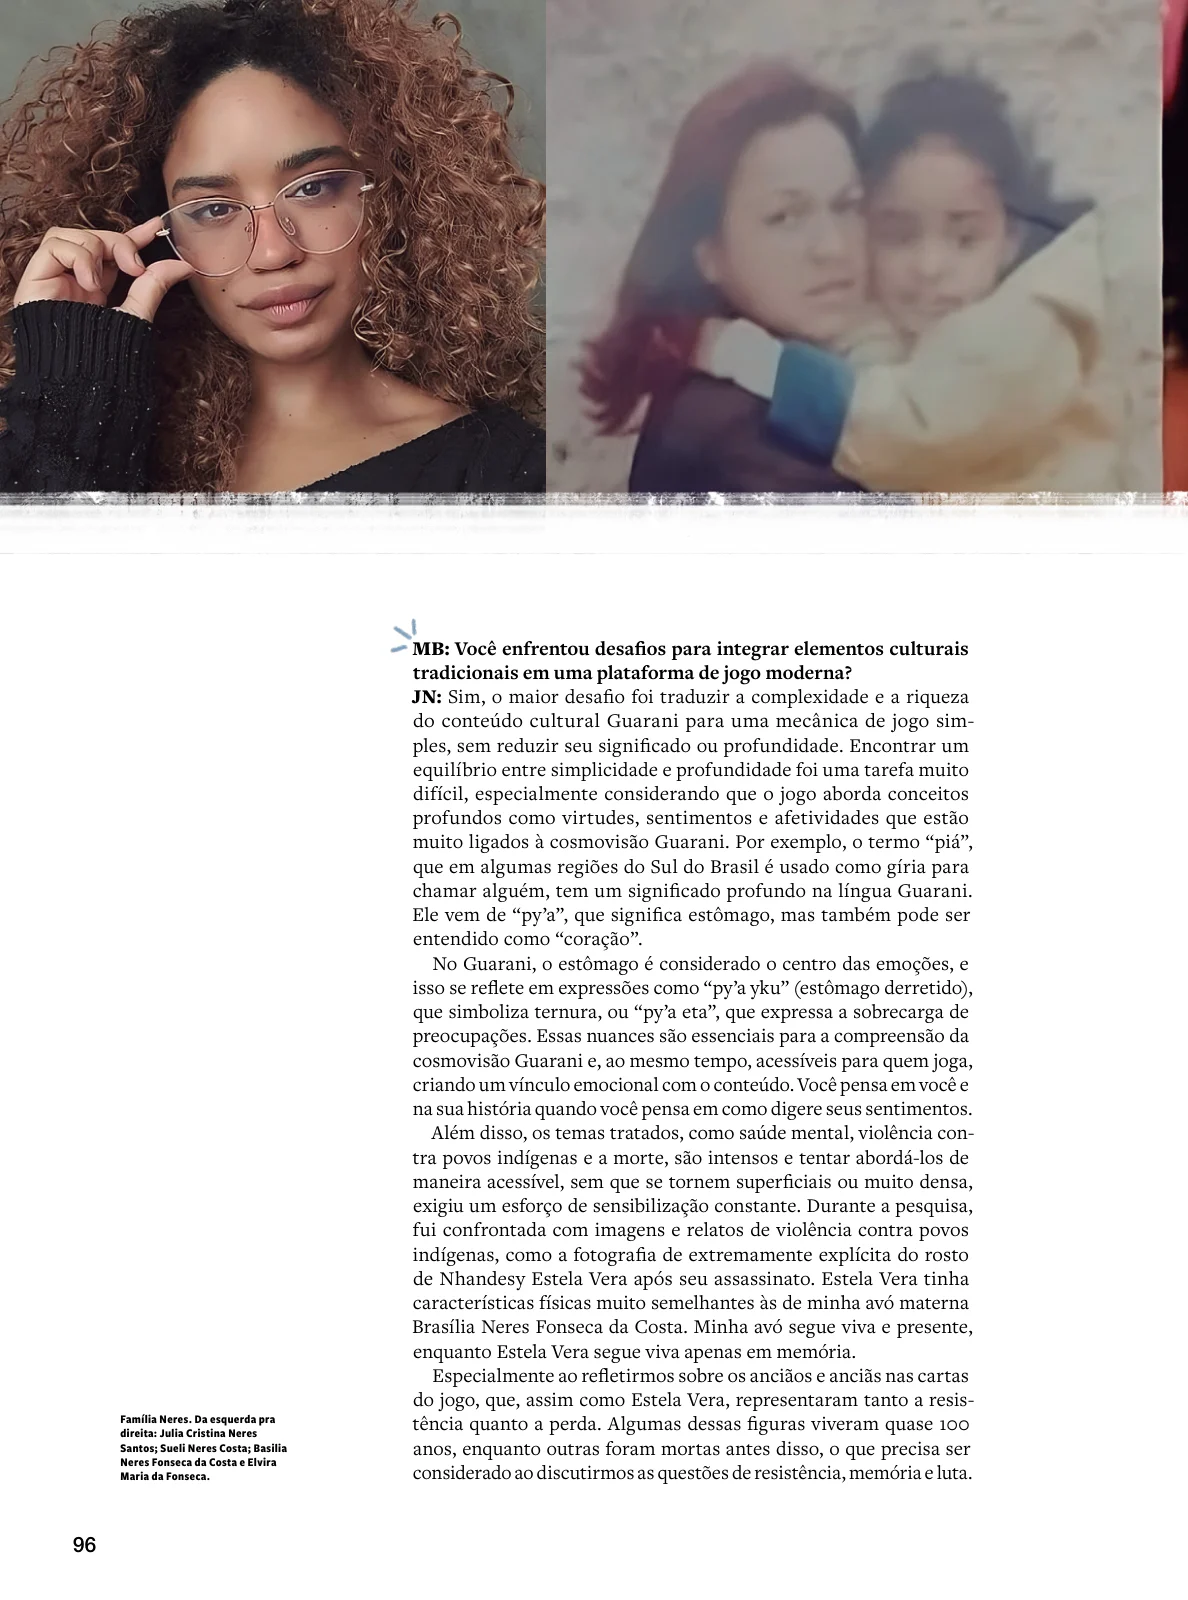 MB: Você enfrentou desafios para integrar elementos culturais
tradicionais em uma plataforma de jogo moderna?
JN: Sim, o maior desafio foi traduzir a complexidade e a riqueza
do conteúdo cultural Guarani para uma mecânica de jogo sim-
ples, sem reduzir seu significado ou profundidade. Encontrar um
equilíbrio entre simplicidade e profundidade foi uma tarefa muito
difícil, especialmente considerando que o jogo aborda conceitos
profundos como virtudes, sentimentos e afetividades que estão
muito ligados à cosmovisão Guarani. Por exemplo, o termo “piá”,
que em algumas regiões do Sul do Brasil é usado como gíria para
chamar alguém, tem um significado profundo na língua Guarani.
Ele vem de “py’a”, que significa estômago, mas também pode ser
entendido como “coração”.
No Guarani, o estômago é considerado o centro das emoções, e
isso se reflete em expressões como “py’a yku” (estômago derretido),
que simboliza ternura, ou “py’a eta”, que expressa a sobrecarga de
preocupações. Essas nuances são essenciais para a compreensão da
cosmovisão Guarani e, ao mesmo tempo, acessíveis para quem joga,
criando um vínculo emocional com o conteúdo. Você pensa em você e
na sua história quando você pensa em como digere seus sentimentos.
Além disso, os temas tratados, como saúde mental, violência con-
tra povos indígenas e a morte, são intensos e tentar abordá-los de
maneira acessível, sem que se tornem superficiais ou muito densa,
exigiu um esforço de sensibilização constante. Durante a pesquisa,
fui confrontada com imagens e relatos de violência contra povos
indígenas, como a fotografia de extremamente explícita do rosto
de Nhandesy Estela Vera após seu assassinato. Estela Vera tinha
características físicas muito semelhantes às de minha avó materna
Brasília Neres Fonseca da Costa. Minha avó segue viva e presente,
enquanto Estela Vera segue viva apenas em memória.
Especialmente ao refletirmos sobre os anciãos e anciãs nas cartas
do jogo, que, assim como Estela Vera, representaram tanto a resis-
tência quanto a perda. Algumas dessas figuras viveram quase 100
anos, enquanto outras foram mortas antes disso, o que precisa ser
considerado ao discutirmos as questões de resistência, memória e luta.
Família Neres. Da esquerda pra
direita: Julia Cristina Neres
Santos; Sueli Neres Costa; Basilia
Neres Fonseca da Costa e Elvira
Maria da Fonseca.
96